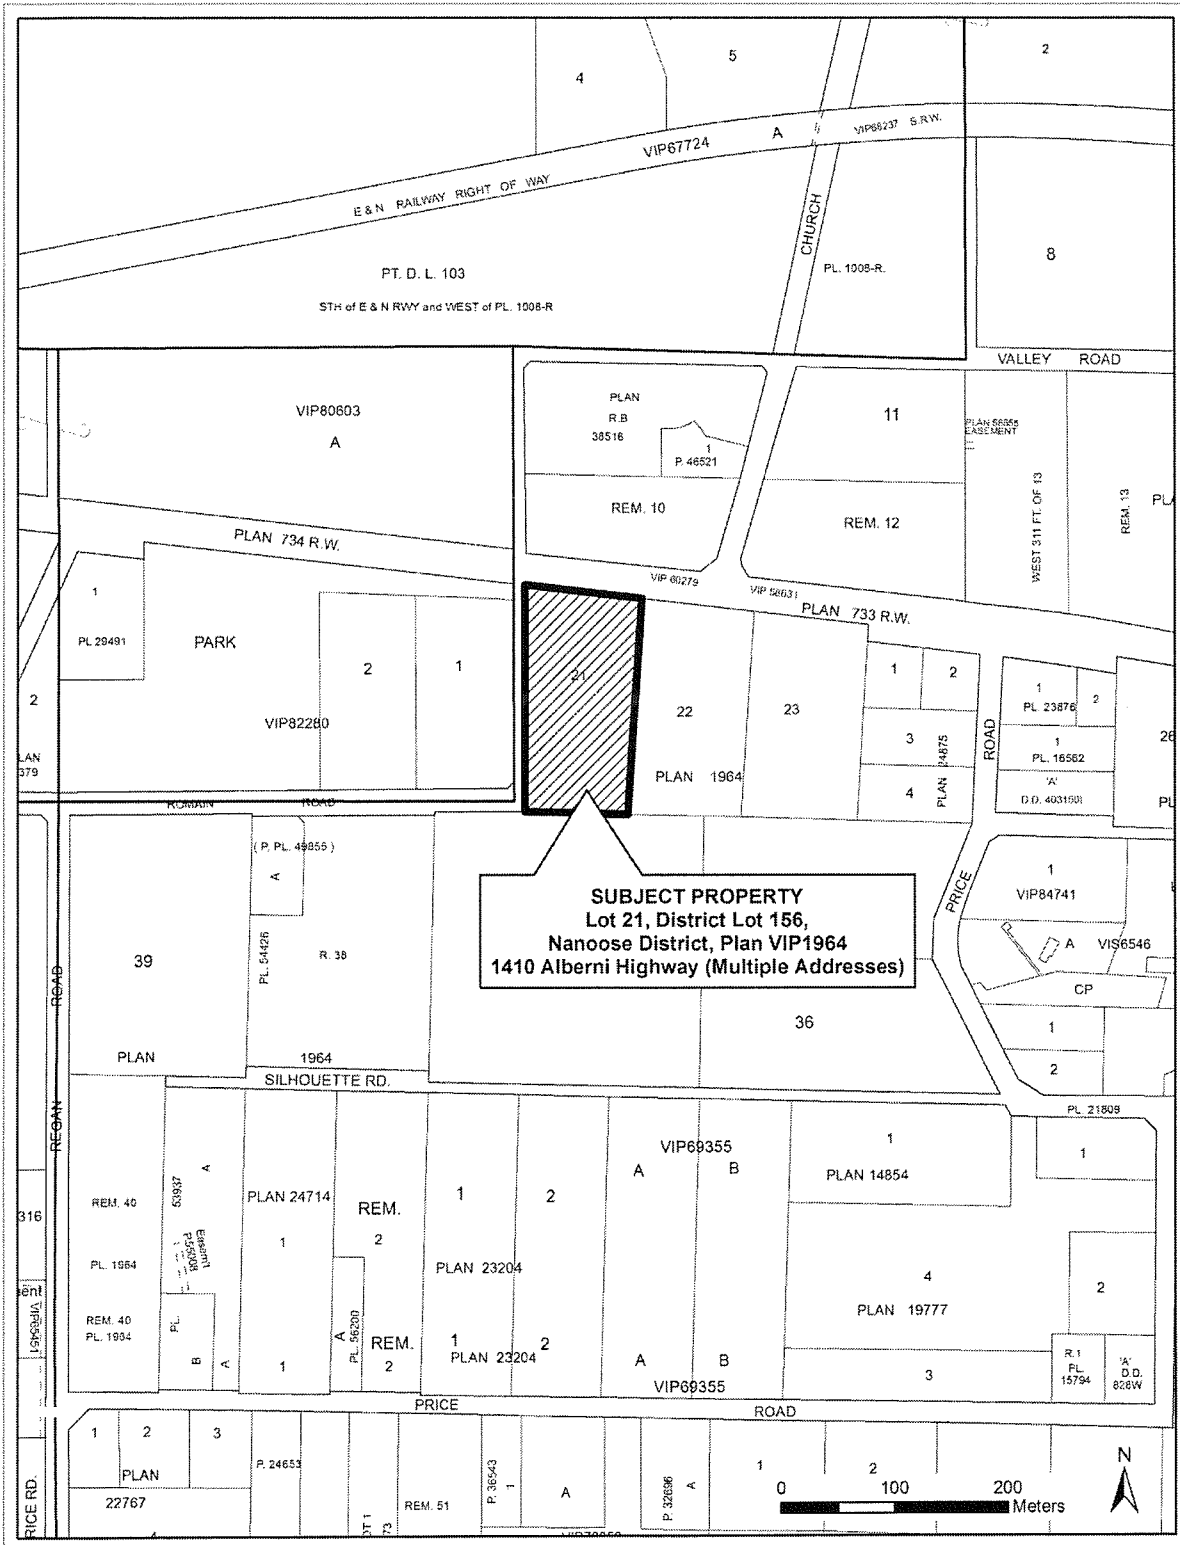 4
5
2
VIP67724
A
VIP68237 S.R.W.
E & N RAILWAY RIGHT OF WAY
CHURCH
PT. D. L. 103
STH of E & N RWY and WEST of PL. 1008-R
PL. 1008-R.
8
VALLEY ROAD
VIP80603
A
PLAN
R.B
38516
1
P. 46521
11
EASEMENT
REM. 10
REM. 12
WEST 311 FT. OF 13
REM. 13
PLAN 734 R.W.
VIP 60279
VIP 58631
PLAN 733 R.W.
1
PL 29491
PARK
2
1
21
22
23
1
2
1
PL. 23876
2
2
VIP82280
3
4
PLAN 24875
ROAD
1
PL. 16562
'A'
26
LAN
379
PLAN 1964
ROMAIN ROAD
( P. PL. 49855 )
A
PL. 54426
R. 38
39
PLAN 1964
SUBJECT PROPERTY
Lot 21, District Lot 156,
Nanoose District, Plan VIP1964
1410 Alberni Highway (Multiple Addresses)
PRICE
1
VIP84741
A
VIS6546
CP
36
1
2
REGAN ROAD
SILHOUETTE RD.
PL. 21809
316
REM. 40
PL. 1964
REM. 40
PL. 1964
53937
A
Easem't
PL.
B
A
PLAN 24714
1
1
REM.
2
A
PL. 56200
REM.
2
1
2
PLAN 23204
1
2
PLAN 23204
VIP69355
A
B
A
B
VIP69355
1
PLAN 14854
1
4
PLAN 19777
2
3
R.1
PL.
15794
'A'
D.D.
828W
VIP65451
PRICE ROAD
1
2
3
PLAN
22767
P. 24653
REM. 51
P. 36543
1
A
P. 32696
A
1
2
RICE RD.
N
0 100 200
Meters